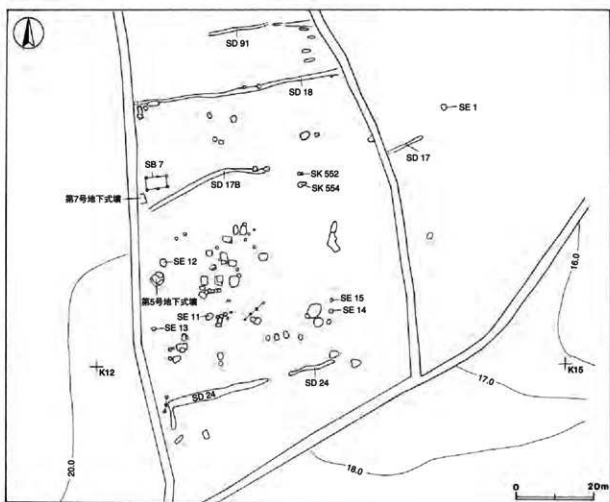 SD 91
SD 18
SE 1
SD 17
SB 7
SK 552
SK 554
SD 17B
第7号地下式壙
16.0
SE 12
第5号地下式壙
SE 15
SE 11
SE 14
SE 13
K12
K15
SD 24
17.0
SD 24
20.0
18.0
0 20m